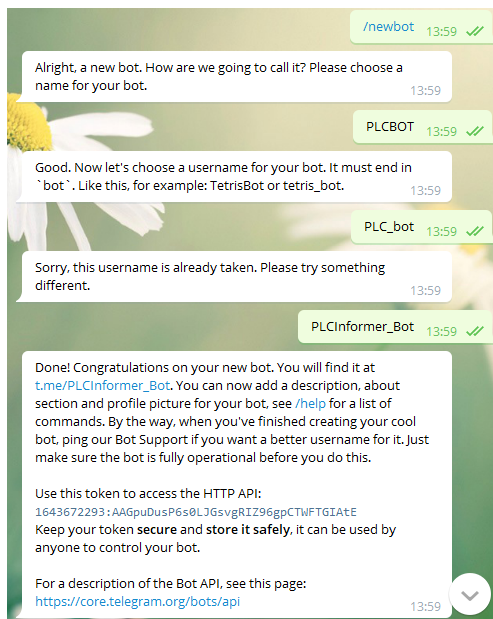 /newbot 13:59
Alright, a new bot. How are we going to call it? Please choose a
name for your bot.
13:59
PLCBOT 13:59
Good. Now let's choose a username for your bot. It must end in
`bot`. Like this, for example: TetrisBot or tetris_bot.
13:59
PLC_bot 13:59
Sorry, this username is already taken. Please try something
different.
13:59
PLCInformer_Bot 13:59
Done! Congratulations on your new bot. You will find it at
t.me/PLCInformer_Bot. You can now add a description, about
section and profile picture for your bot, see /help for a list of
commands. By the way, when you've finished creating your cool
bot, ping our Bot Support if you want a better username for it. Just
make sure the bot is fully operational before you do this.
Use this token to access the HTTP API:
1643672293:AAGpuDusP6s0LJGsvgRIZ96gpCTWFTGIAtE
Keep your token secure and store it safely, it can be used by
anyone to control your bot.
For a description of the Bot API, see this page:
https://core.telegram.org/bots/api
13:59